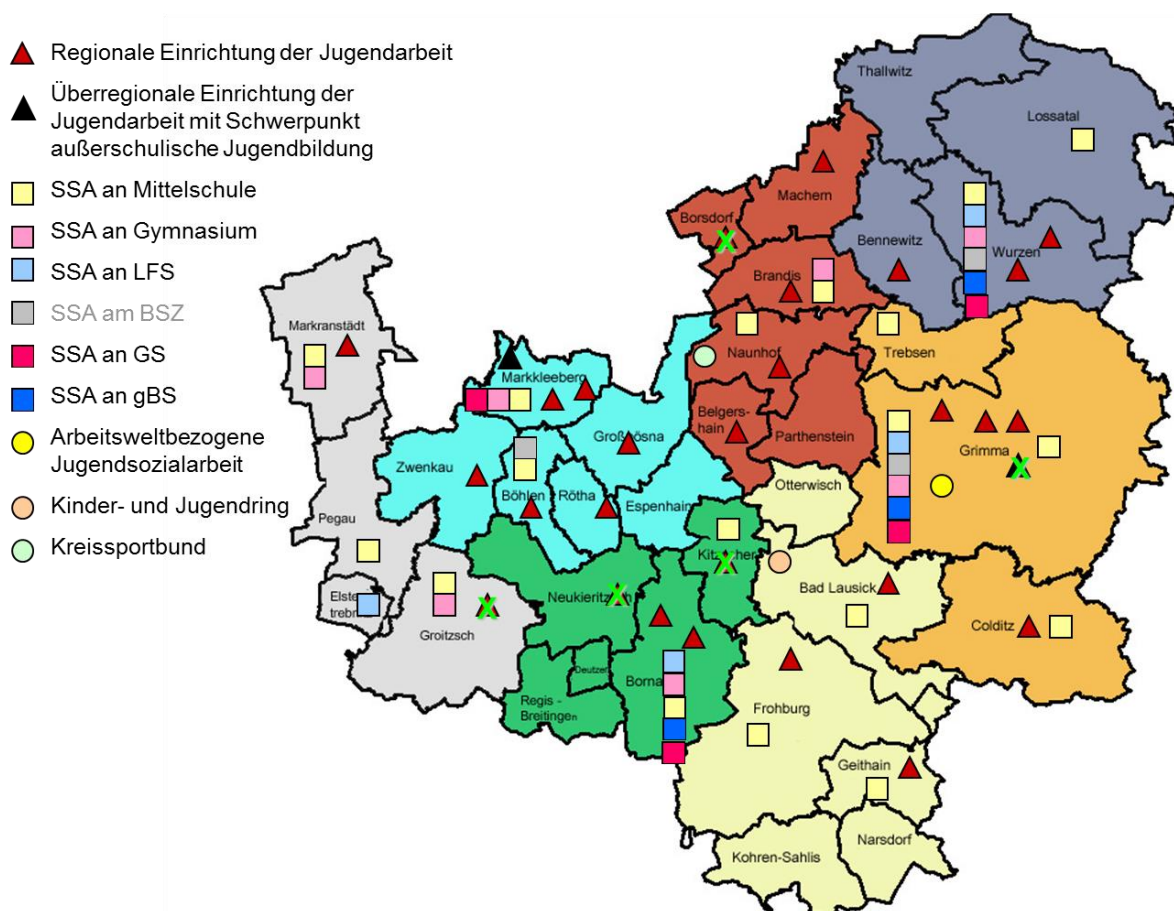 Regionale Einrichtung der Jugendarbeit
Überregionale Einrichtung der
Jugendarbeit mit Schwerpunkt
außerschulische Jugendbildung
SSA an Mittelschule
SSA an Gymnasium
SSA an LFS
SSA am BSZ
SSA an GS
SSA an gBS
Arbeitsweltbezogene
Jugendsozialarbeit
Kinder- und Jugendring
Kreissportbund
Thallwitz
Lossatal
Machern
Borsdorf
Bennewitz
Wurzen
Brandis
Markranstädt
Naunhof
Trebsen
Markkleeberg
Belgers-
hain
Parthenstein
Großpösna
Grimma
Zwenkau
Böhlen
Rötha
Espenhain
Otterwisch
Pegau
Neukieritzsch
Bad Lausick
Groitzsch
Colditz
Deutzen
Borna
Regis -
Breitingen
Frohburg
Geithain
Narsdorf
Kohren-Sahlis